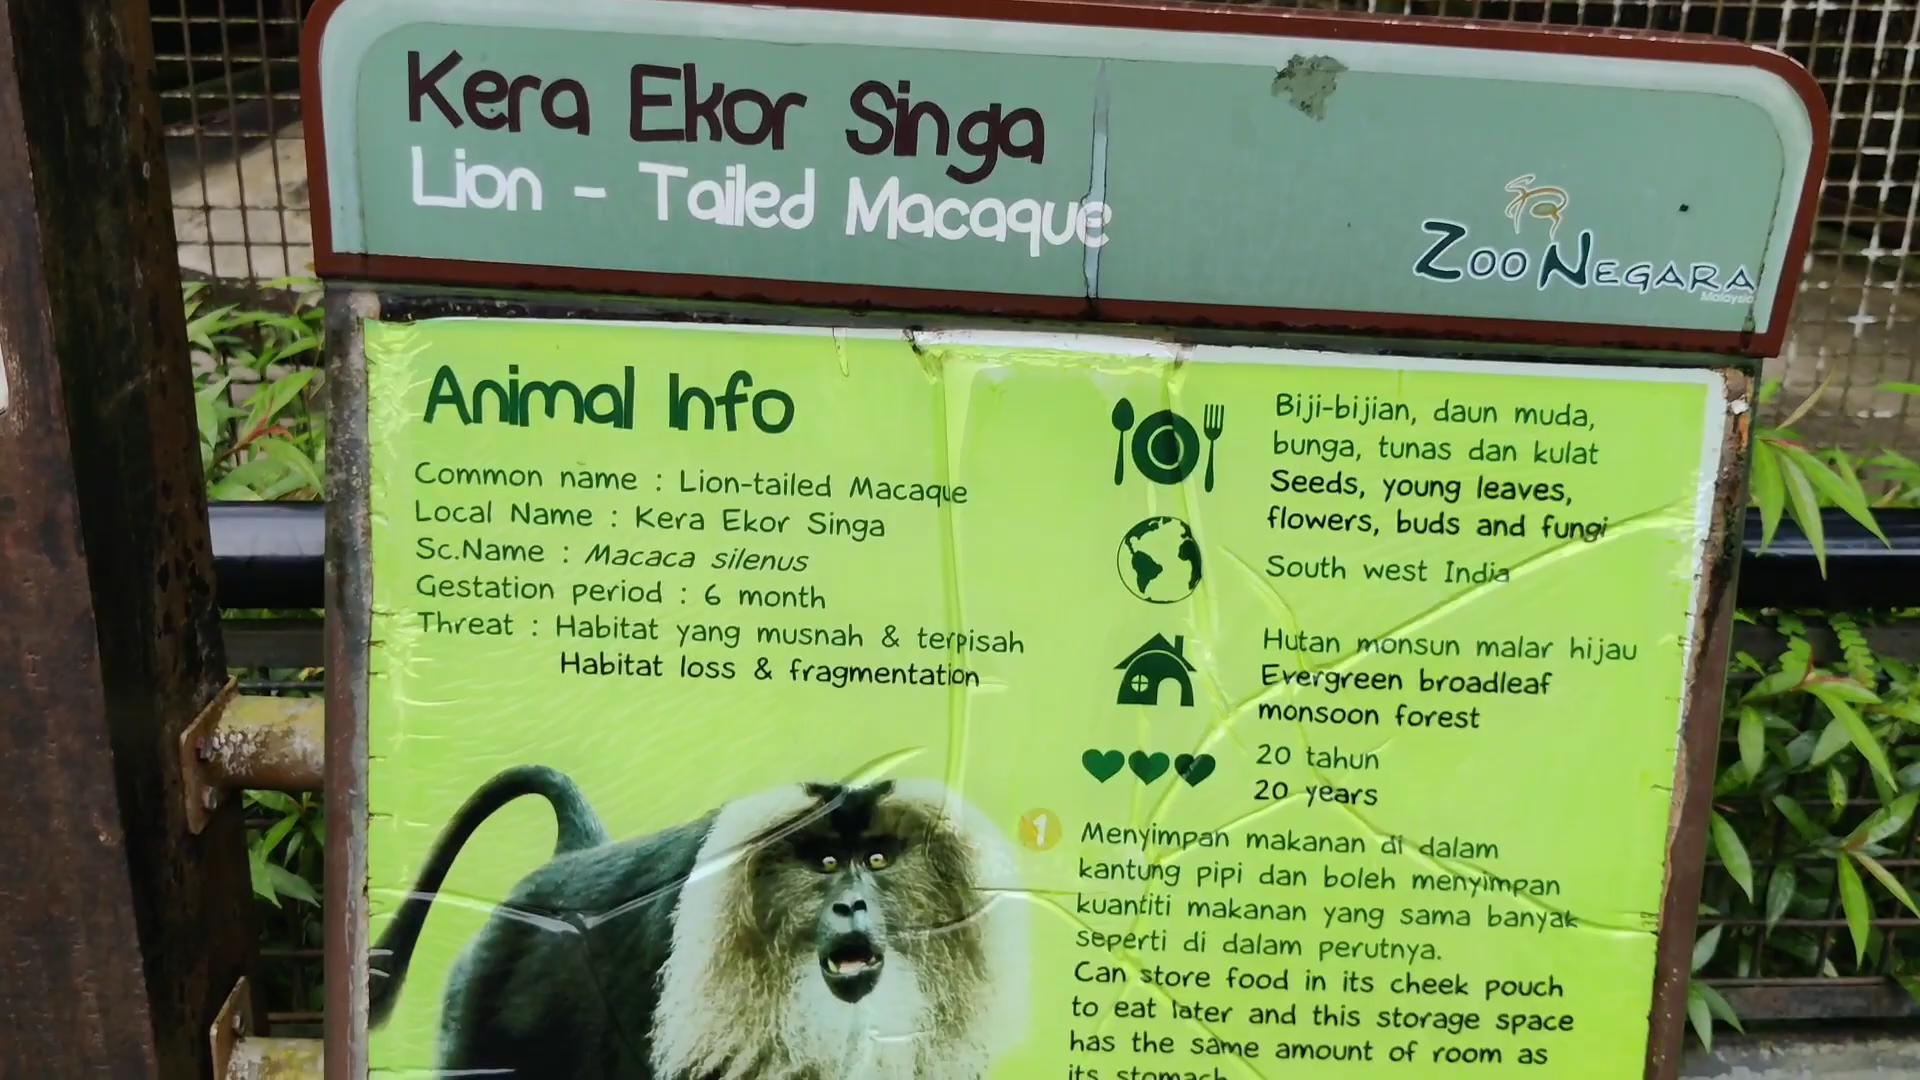 Kera Ekor Singa
Lion - Tailed Macaque
Zoo Negara
Malaysia
Animal Info
Common name : Lion-tailed Macaque
Local Name : Kera Ekor Singa
Sc.Name : Macaca silenus
Gestation period : 6 month
Threat : Habitat yang musnah & terpisah
Habitat loss & fragmentation
Biji-bijian, daun muda,
bunga, tunas dan kulat
Seeds, young leaves,
flowers, buds and fungi
South west India
Hutan monsun malar hijau
Evergreen broadleaf
monsoon forest
20 tahun
20 years
1
Menyimpan makanan di dalam
kantung pipi dan boleh menyimpan
kuantiti makanan yang sama banyak
seperti di dalam perutnya.
Can store food in its cheek pouch
to eat later and this storage space
has the same amount of room as
its stomach